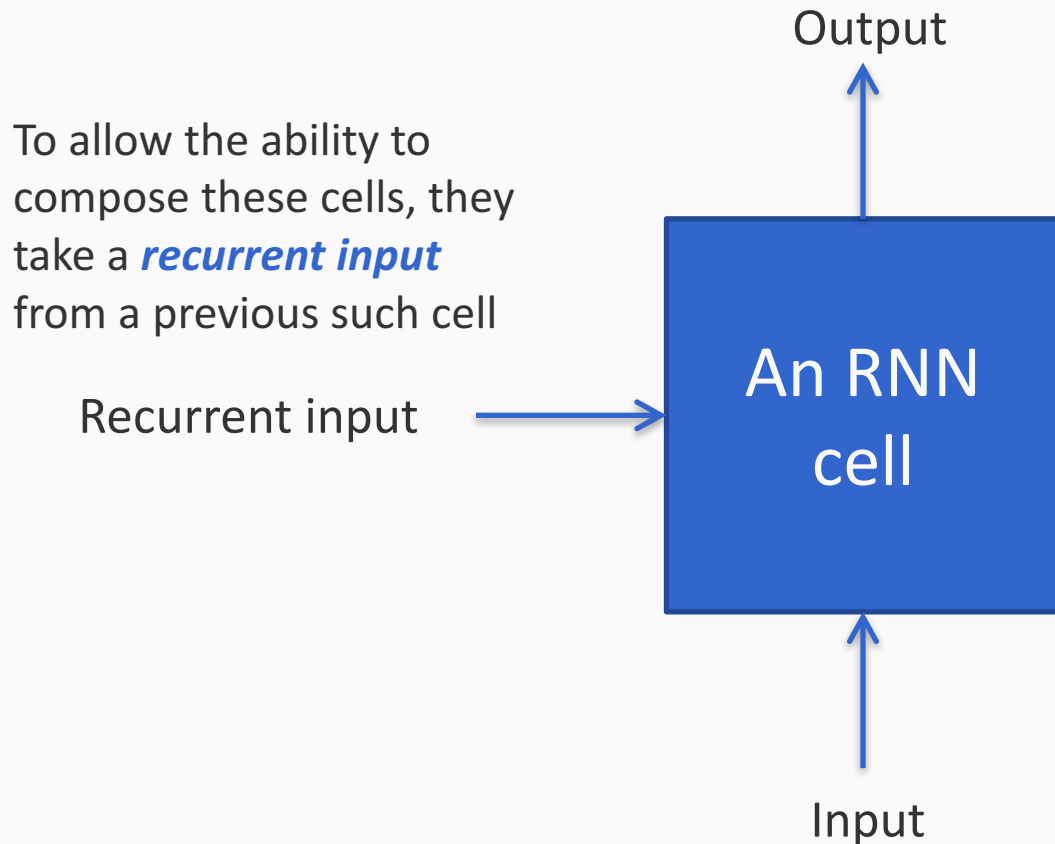 Output
To allow the ability to
compose these cells, they
take a recurrent input
from a previous such cell
Recurrent input
An RNN
cell
Input